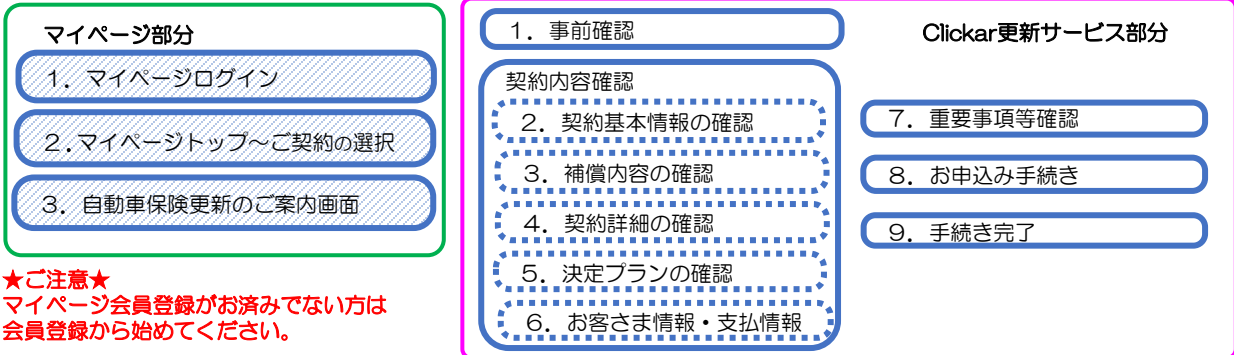 マイページ部分
1．マイページログイン
2．マイページトップ～ご契約の選択
3．自動車保険更新のご案内画面
★ご注意★
マイページ会員登録がお済みでない方は
会員登録から始めてください。
Clickar更新サービス部分
1．事前確認
契約内容確認
2．契約基本情報の確認
3．補償内容の確認
4．契約詳細の確認
5．決定プランの確認
6．お客さま情報・支払情報
7．重要事項等確認
8．お申込み手続き
9．手続き完了